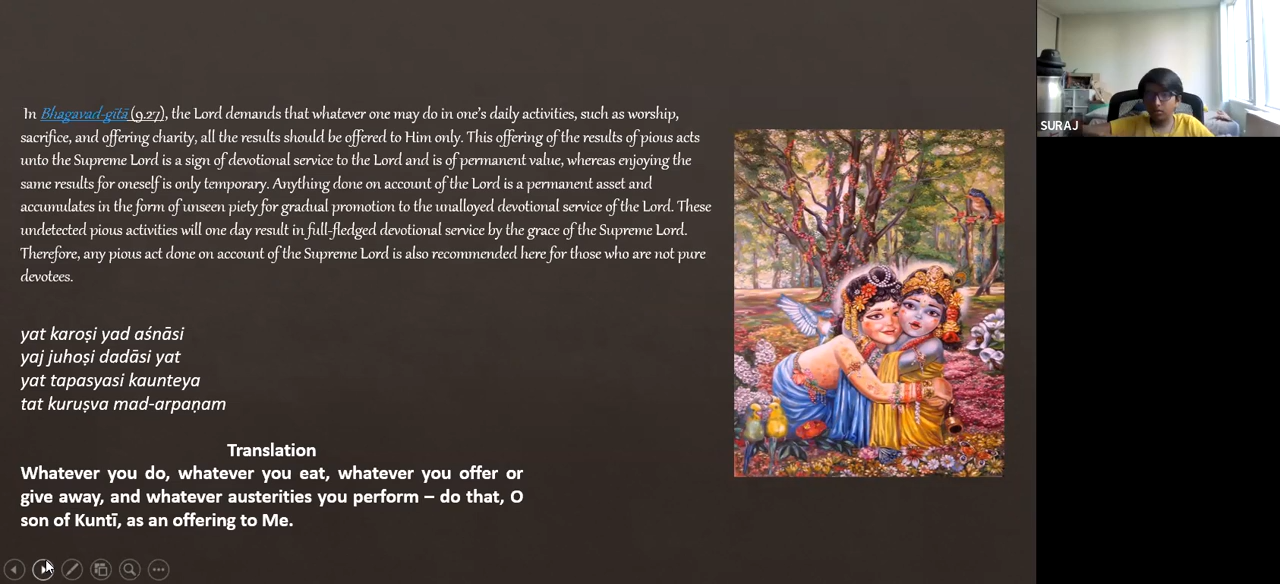 In Bhagavad-gītā (9.27), the Lord demands that whatever one may do in one's daily activities, such as worship,
sacrifice, and offering charity, all the results should be offered to Him only. This offering of the results of pious acts
unto the Supreme Lord is a sign of devotional service to the Lord and is of permanent value, whereas enjoying the
same results for oneself is only temporary. Anything done on account of the Lord is a permanent asset and
accumulates in the form of unseen piety for gradual promotion to the unalloyed devotional service of the Lord. These
undetected pious activities will one day result in full-fledged devotional service by the grace of the Supreme Lord.
Therefore, any pious act done on account of the Supreme Lord is also recommended here for those who are not pure
devotees.
yat karoṣi yad aśnāsi
yaj juhoṣi dadāsi yat
yat tapasyasi kaunteya
tat kuruṣva mad-arpaṇam
Translation
Whatever you do, whatever you eat, whatever you offer or
give away, and whatever austerities you perform – do that, O
son of Kuntī, as an offering to Me.
SURAJ